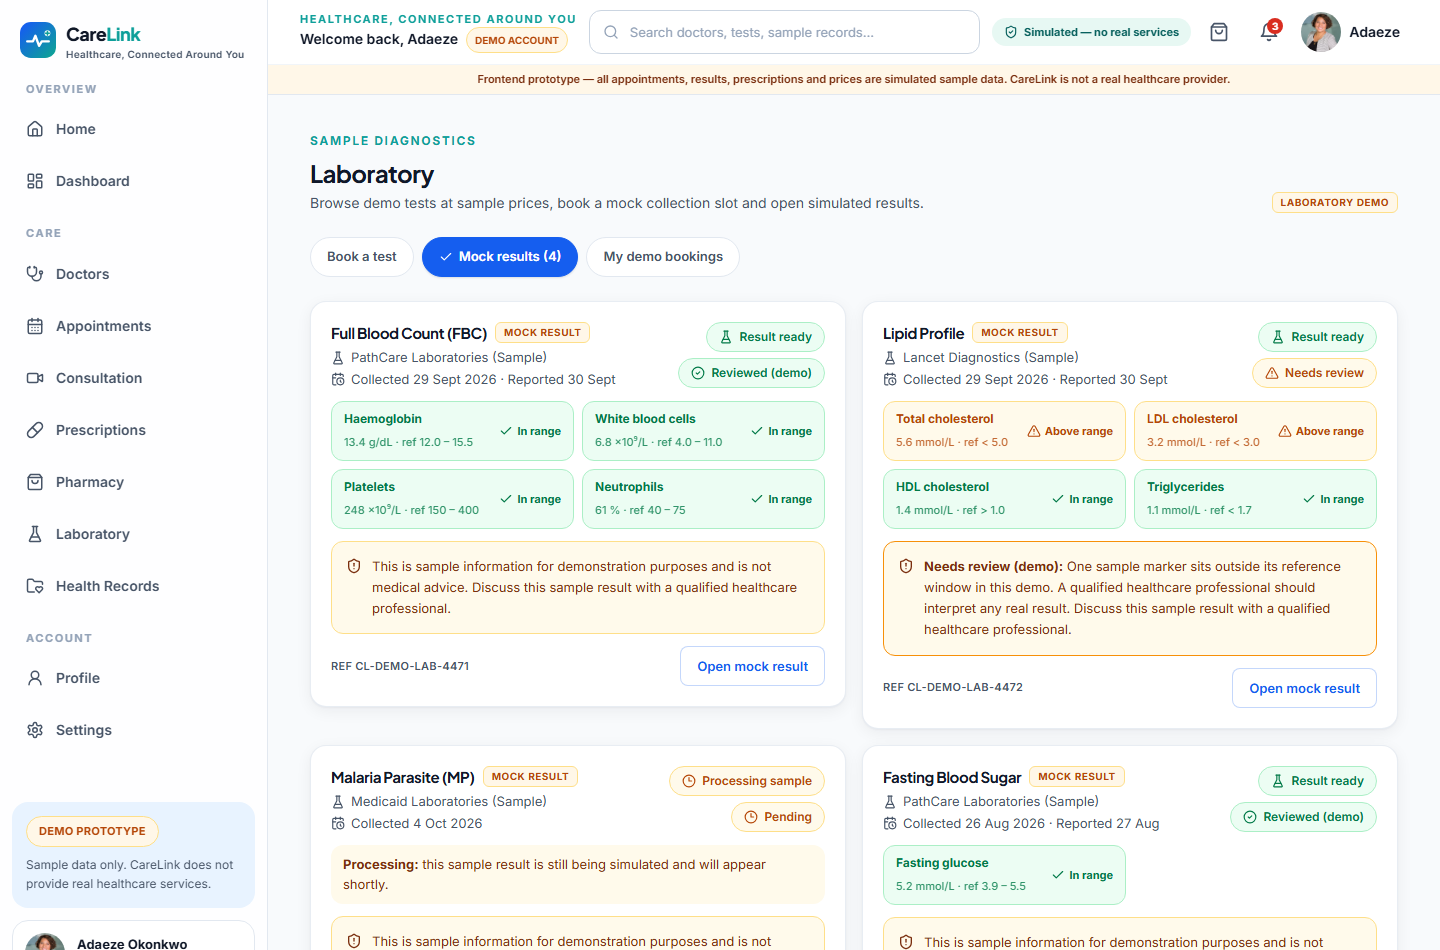 CareLink
Healthcare, Connected Around You
OVERVIEW
Home
Dashboard
CARE
Doctors
Appointments
Consultation
Prescriptions
Pharmacy
Laboratory
Health Records
ACCOUNT
Profile
Settings
DEMO PROTOTYPE
Sample data only. CareLink does not
provide real healthcare services.
Adaeze Okonkwo
HEALTHCARE, CONNECTED AROUND YOU
Welcome back, Adaeze DEMO ACCOUNT
Search doctors, tests, sample records...
Simulated — no real services
3
Adaeze
Frontend prototype — all appointments, results, prescriptions and prices are simulated sample data. CareLink is not a real healthcare provider.
SAMPLE DIAGNOSTICS
Laboratory
Browse demo tests at sample prices, book a mock collection slot and open simulated results.
LABORATORY DEMO
Book a test
Mock results (4)
My demo bookings
Full Blood Count (FBC) MOCK RESULT
PathCare Laboratories (Sample)
Collected 29 Sept 2026 · Reported 30 Sept
Result ready
Reviewed (demo)
Haemoglobin
13.4 g/dL · ref 12.0 – 15.5
In range
White blood cells
6.8 ×10⁹/L · ref 4.0 – 11.0
In range
Platelets
248 ×10⁹/L · ref 150 – 400
In range
Neutrophils
61 % · ref 40 – 75
In range
This is sample information for demonstration purposes and is not
medical advice. Discuss this sample result with a qualified healthcare
professional.
REF CL-DEMO-LAB-4471
Open mock result
Lipid Profile MOCK RESULT
Lancet Diagnostics (Sample)
Collected 29 Sept 2026 · Reported 30 Sept
Result ready
Needs review
Total cholesterol
5.6 mmol/L · ref < 5.0
Above range
LDL cholesterol
3.2 mmol/L · ref < 3.0
Above range
HDL cholesterol
1.4 mmol/L · ref > 1.0
In range
Triglycerides
1.1 mmol/L · ref < 1.7
In range
Needs review (demo): One sample marker sits outside its reference
window in this demo. A qualified healthcare professional should
interpret any real result. Discuss this sample result with a qualified
healthcare professional.
REF CL-DEMO-LAB-4472
Open mock result
Malaria Parasite (MP) MOCK RESULT
Medicaid Laboratories (Sample)
Collected 4 Oct 2026
Processing sample
Pending
Processing: this sample result is still being simulated and will appear
shortly.
This is sample information for demonstration purposes and is not
Fasting Blood Sugar MOCK RESULT
PathCare Laboratories (Sample)
Collected 26 Aug 2026 · Reported 27 Aug
Result ready
Reviewed (demo)
Fasting glucose
5.2 mmol/L · ref 3.9 – 5.5
In range
This is sample information for demonstration purposes and is not